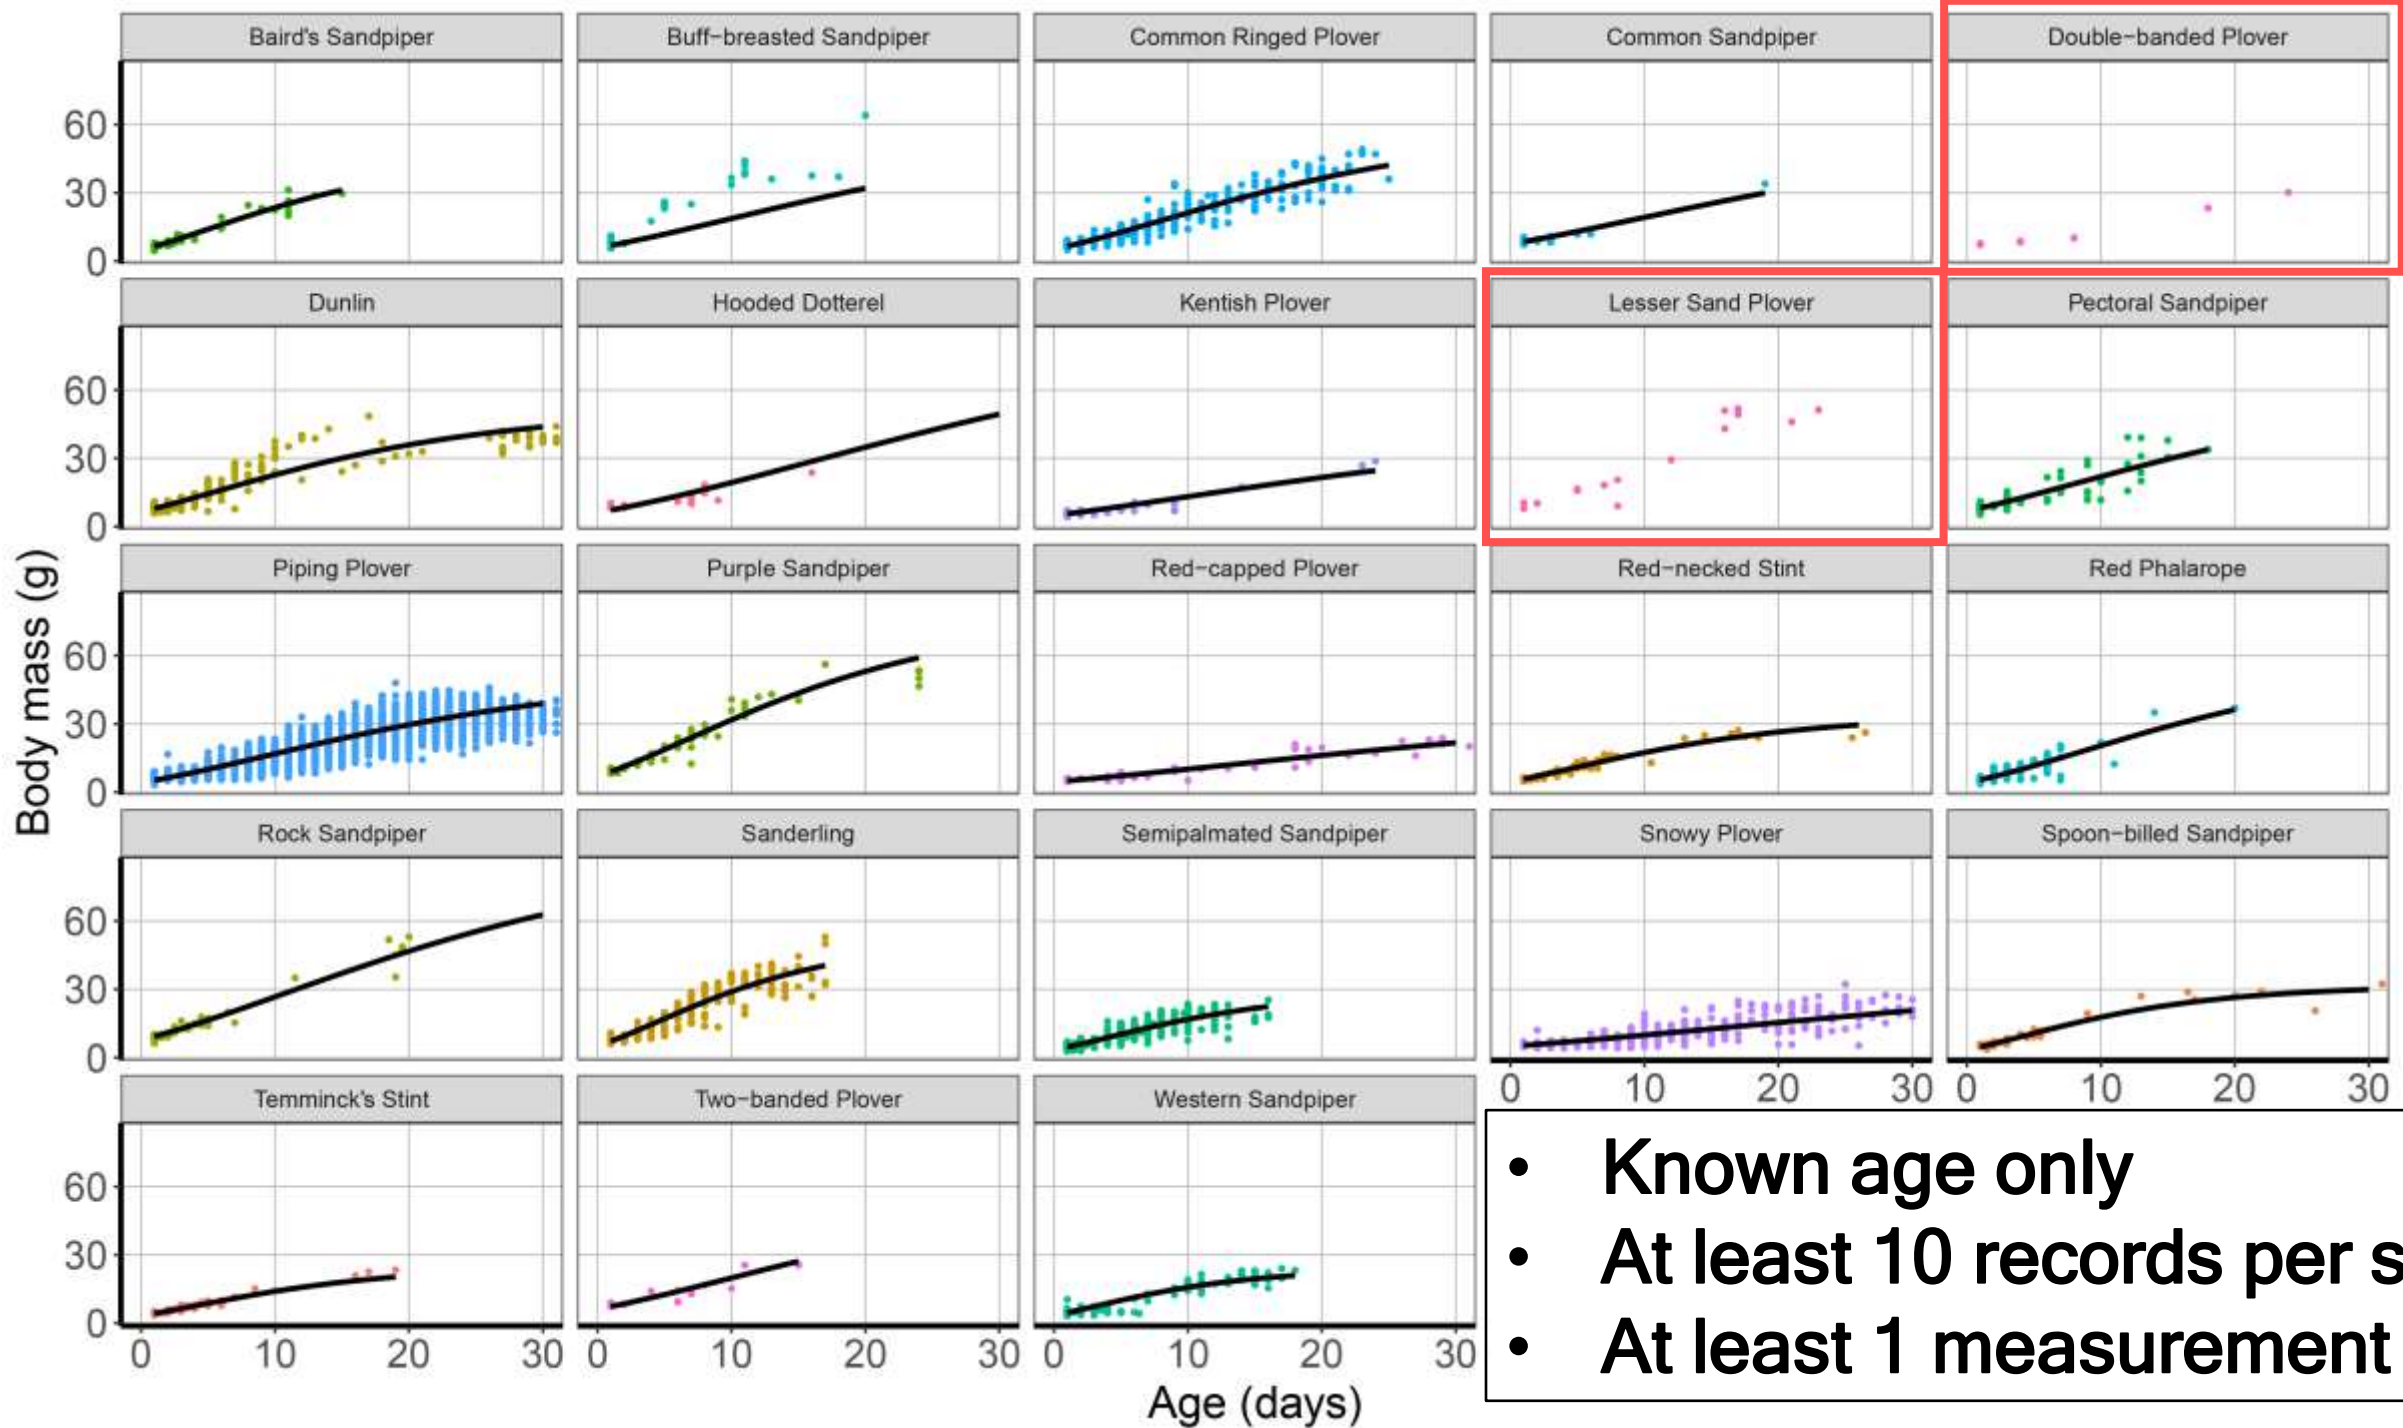 Baird's Sandpiper
Buff-breasted Sandpiper
Common Ringed Plover
Common Sandpiper
Double-banded Plover
60
30
0
Dunlin
Hooded Dotterel
Kentish Plover
Lesser Sand Plover
Pectoral Sandpiper
60
30
0
Piping Plover
Purple Sandpiper
Red-capped Plover
Red-necked Stint
Red Phalarope
60
30
0
Rock Sandpiper
Sanderling
Semipalmated Sandpiper
Snowy Plover
Spoon-billed Sandpiper
60
30
0
0 10 20 30
0 10 20 30
Temminck's Stint
Two-banded Plover
Western Sandpiper
60
30
0
0 10 20 30
0 10 20 30
0 10 20 30
Body mass (g)
Age (days)
• Known age only
• At least 10 records per s
• At least 1 measurement